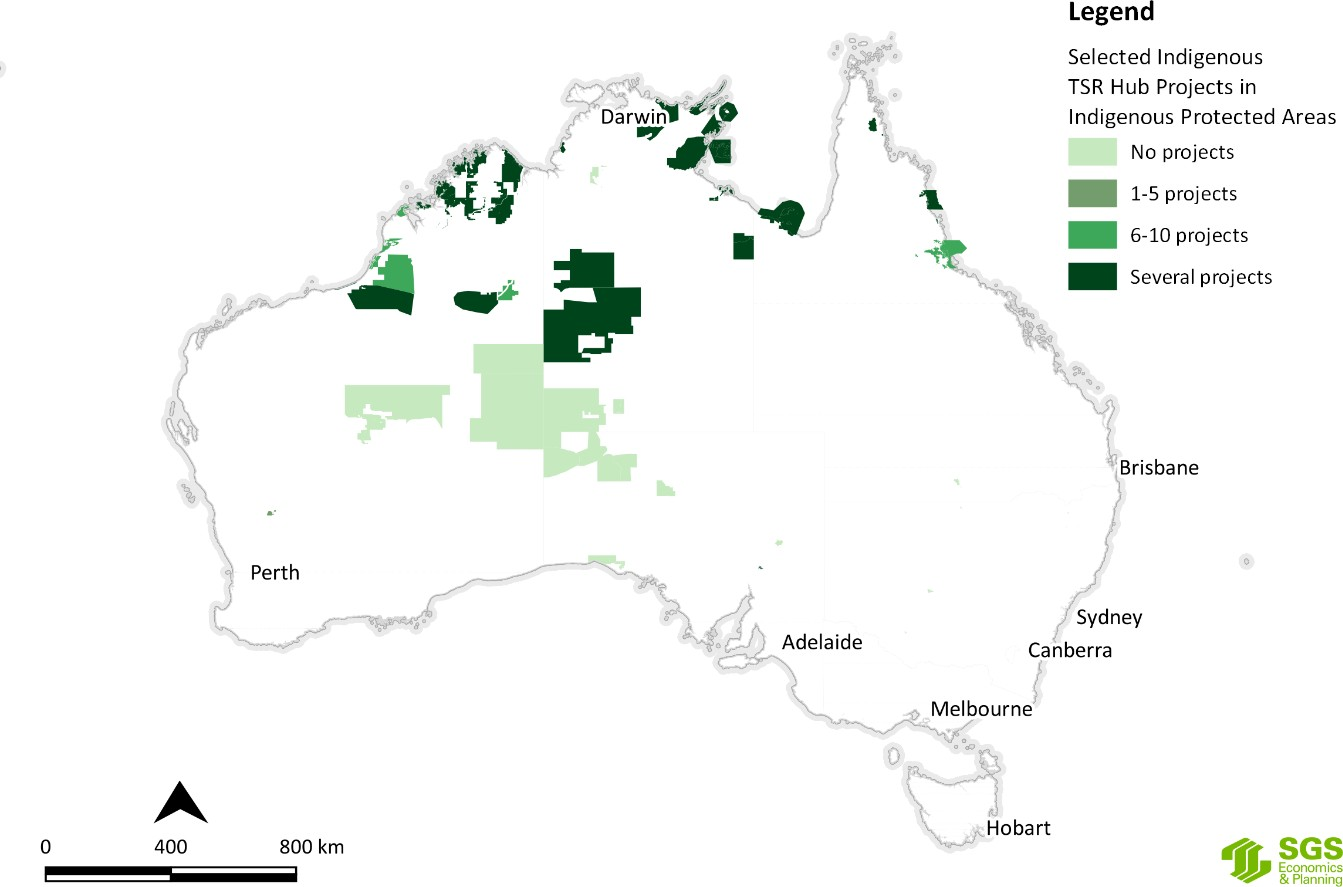 Legend
Selected Indigenous
TSR Hub Projects in
Indigenous Protected Areas
No projects
1-5 projects
6-10 projects
Several projects
Darwin
Brisbane
Perth
Sydney
Adelaide
Canberra
Melbourne
Hobart
0 400 800 km
SGS
Economics
& Planning